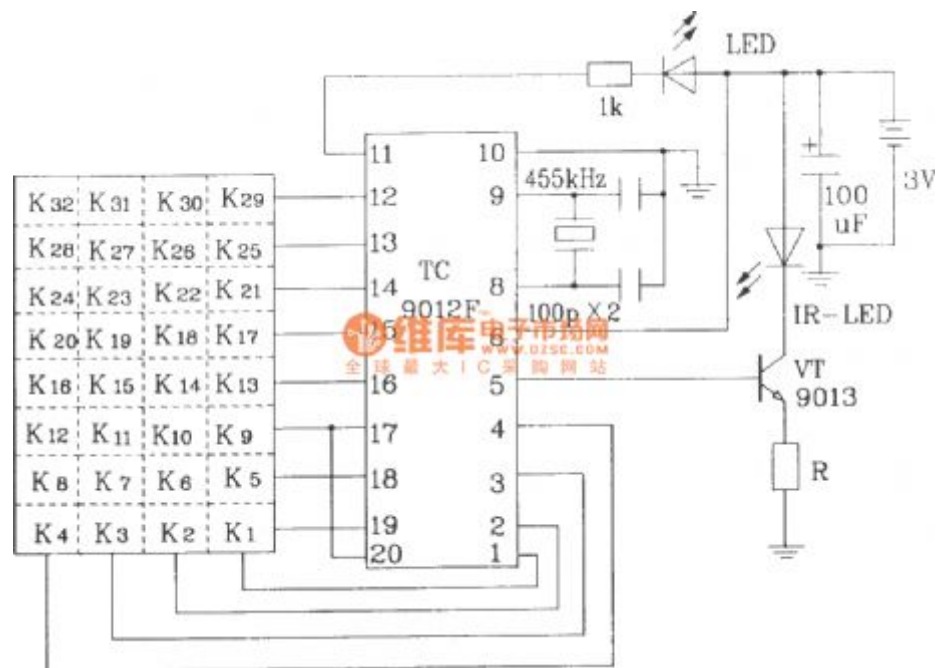 LED
1k
11 10
12 9 455kHz
13
14 8
TC
9012F
100p X2
15 6
16 5
17 4
18 3
19 2
20 1
3V
100
uF
+
IR-LED
VT
9013
R
K32 K31 K30 K29
K28 K27 K26 K25
K24 K23 K22 K21
K20 K19 K18 K17
K16 K15 K14 K13
K12 K11 K10 K9
K8 K7 K6 K5
K4 K3 K2 K1
维库电子市场网
WWW.DZSC.COM
全球最大IC采购网站